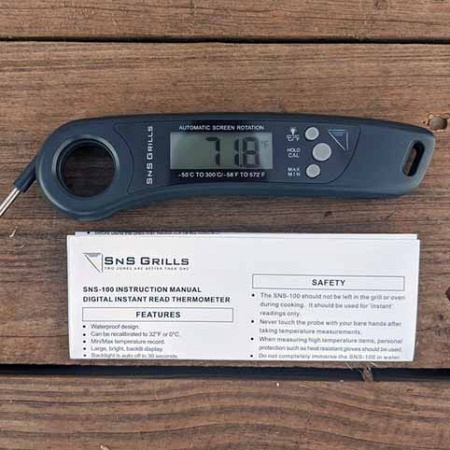 AUTOMATIC SCREEN ROTATION
SNS GRILLS
71.8°F
HOLD
CAL
MAX
MIN
-50°C TO 300°C/-58°F TO 572°F
SNS GRILLS
TWO ZONES ARE BETTER THAN ONE
SNS-100 INSTRUCTION MANUAL
DIGITAL INSTANT READ THERMOMETER
FEATURES
• Waterproof design.
• Can be recalibrated to 32°F or 0°C.
• Min/Max temperature record.
• Large, bright, backlit display.
• Backlight is auto off to 30 seconds
SAFETY
• The SNS-100 should not be left in the grill or oven
during cooking. It should be used for 'instant'
readings only.
• Never touch the probe with your bare hands after
taking temperature measurements.
• When measuring high temperature items, personal
protection such as heat resistant gloves should be used.
• Do not completely immerse the SNS-100 in water.